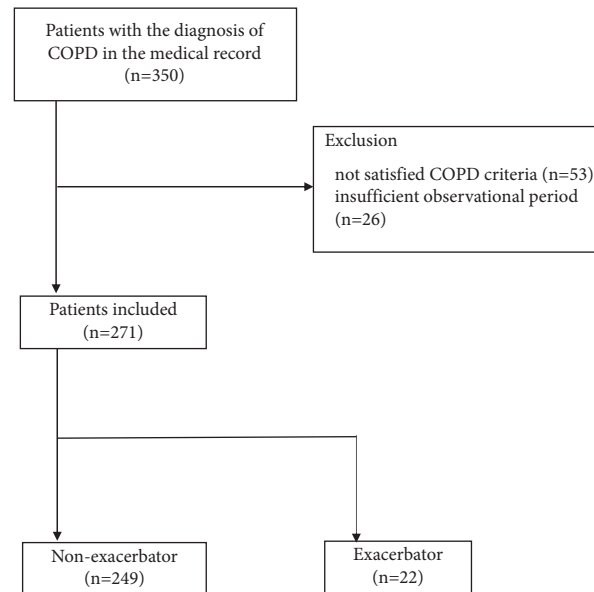 Patients with the diagnosis of
COPD in the medical record
(n=350)
Exclusion
not satisfied COPD criteria (n=53)
insufficient observational period
(n=26)
Patients included
(n=271)
Non-exacerbator
(n=249)
Exacerbator
(n=22)